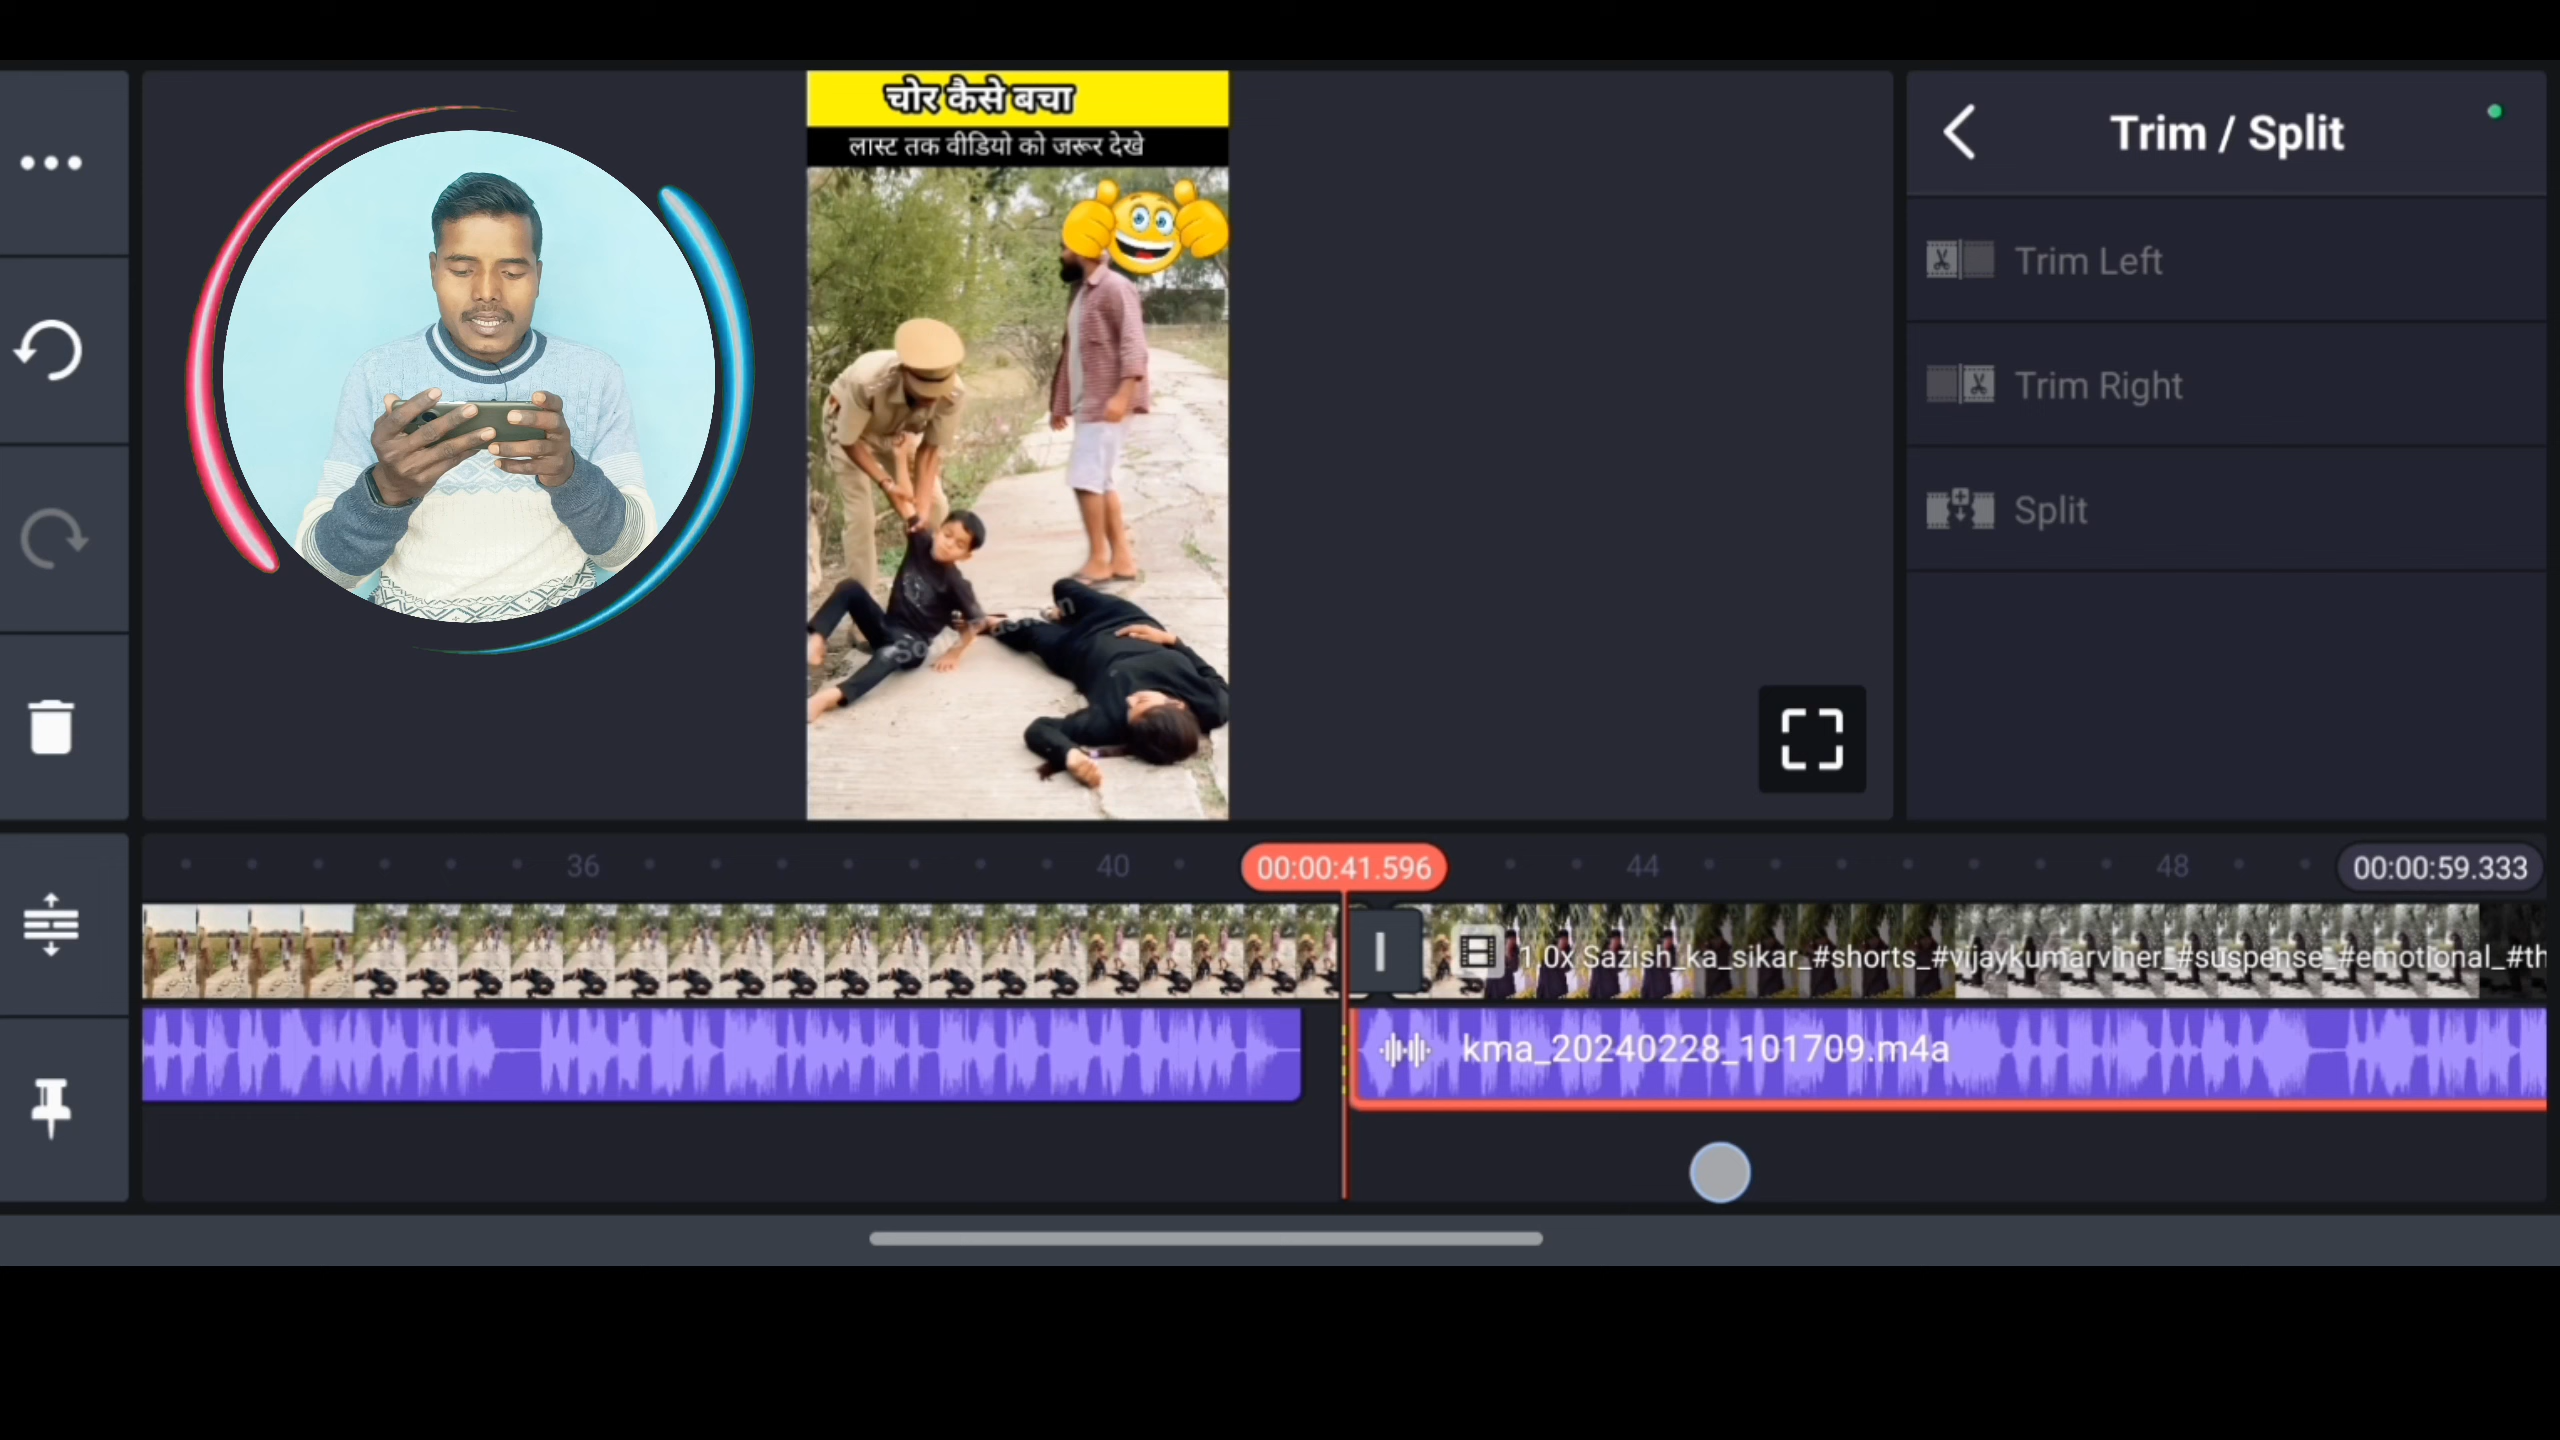 चोर कैसे बचा
लास्ट तक वीडियो को जरूर देखे
Trim / Split
Trim Left
Trim Right
Split
36
40
00:00:41.596
44
48
00:00:59.333
1.0x Sazish_ka_sikar_#shorts_#vijaykumarviner_#suspense_#emotional_#th
kma_20240228_101709.m4a